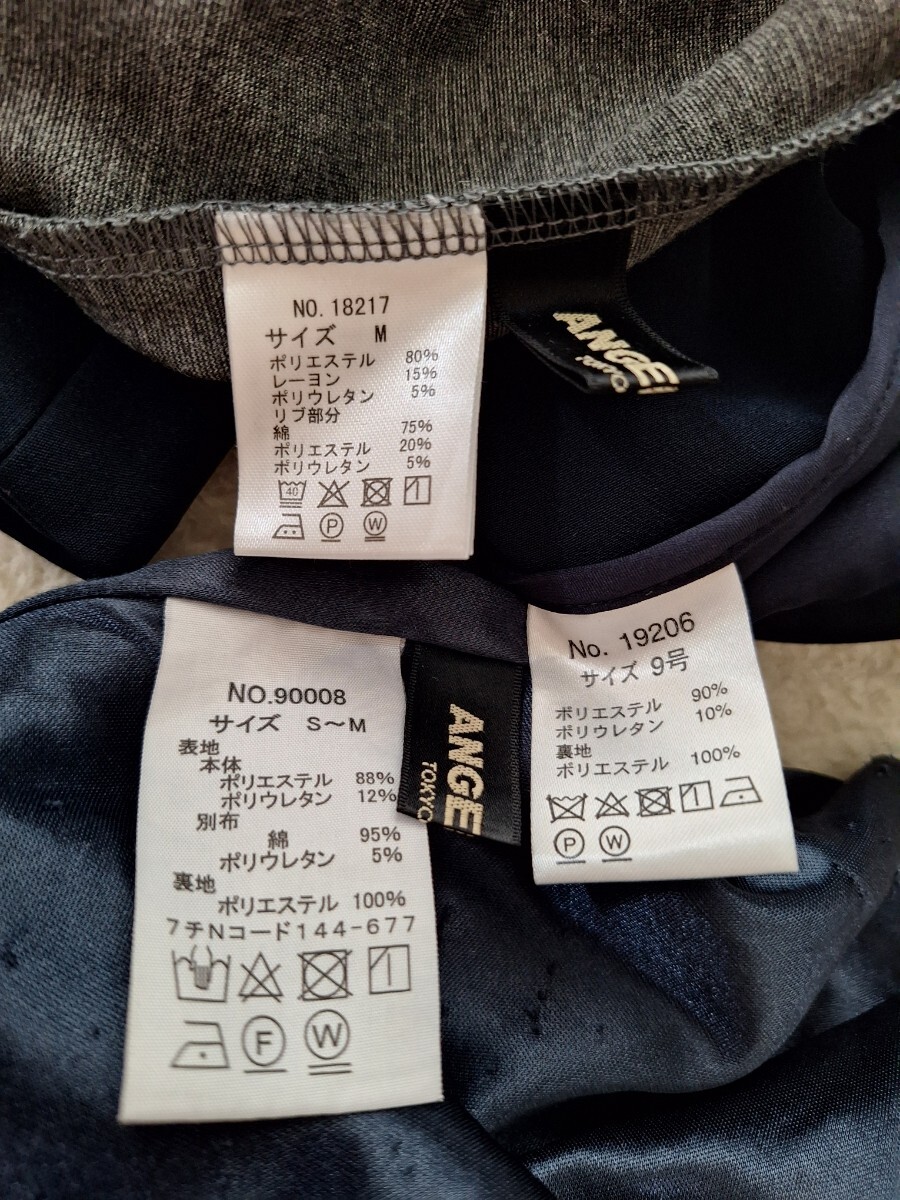 NO. 18217
サイズ M
ポリエステル 80%
レーヨン 15%
ポリウレタン 5%
リブ部分
綿 75%
ポリエステル 20%
ポリウレタン 5%
40
P W
ANGE
TOKYO
NO.90008
サイズ S～M
表地
本体
ポリエステル 88%
ポリウレタン 12%
別布
綿 95%
ポリウレタン 5%
裏地
ポリエステル 100%
7チNコード144-677
F W
ANGE
TOKYO
No. 19206
サイズ 9号
ポリエステル 90%
ポリウレタン 10%
裏地
ポリエステル 100%
P W